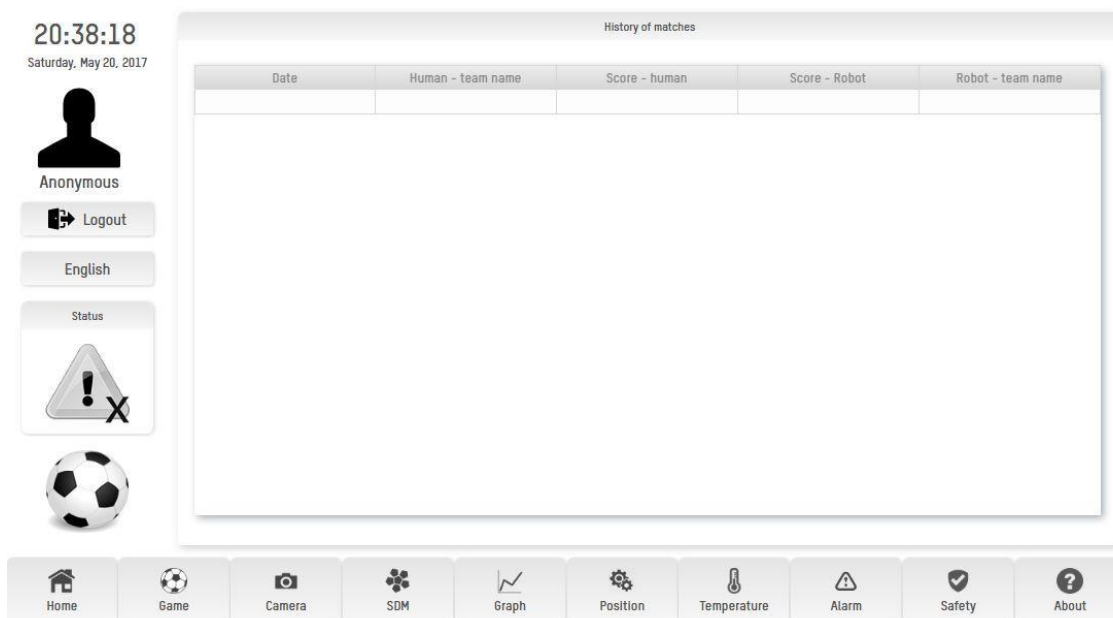 20:38:18
Saturday, May 20, 2017
Anonymous
Logout
English
Status
X
History of matches
Date Human - team name Score - human Score - Robot Robot - team name
Home Game Camera SDM Graph Position Temperature Alarm Safety About